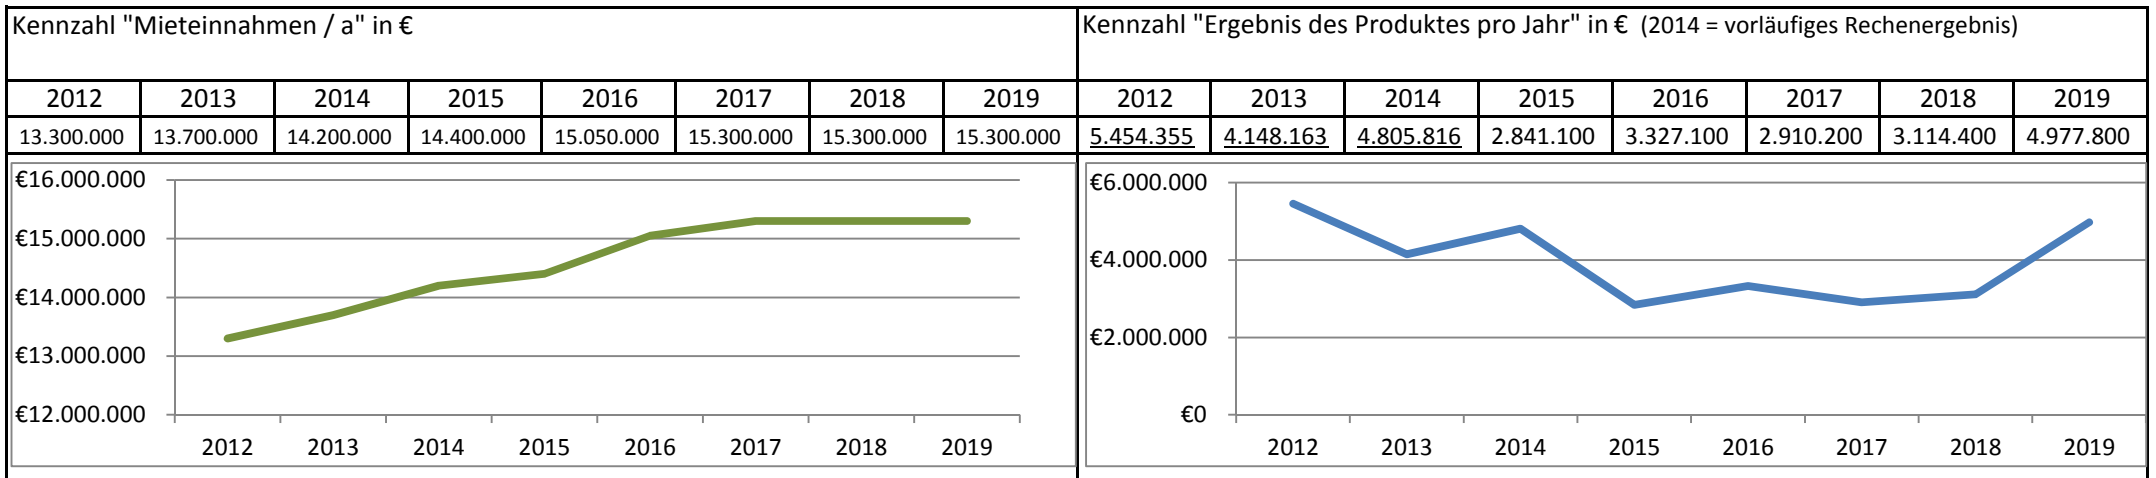 Kennzahl "Mieteinnahmen / a" in €
2012 2013 2014 2015 2016 2017 2018 2019
13.300.000 13.700.000 14.200.000 14.400.000 15.050.000 15.300.000 15.300.000 15.300.000
€16.000.000
€15.000.000
€14.000.000
€13.000.000
€12.000.000
2012 2013 2014 2015 2016 2017 2018 2019
Kennzahl "Ergebnis des Produktes pro Jahr" in € (2014 = vorläufiges Rechenergebnis)
2012 2013 2014 2015 2016 2017 2018 2019
5.454.355 4.148.163 4.805.816 2.841.100 3.327.100 2.910.200 3.114.400 4.977.800
€6.000.000
€4.000.000
€2.000.000
€0
2012 2013 2014 2015 2016 2017 2018 2019